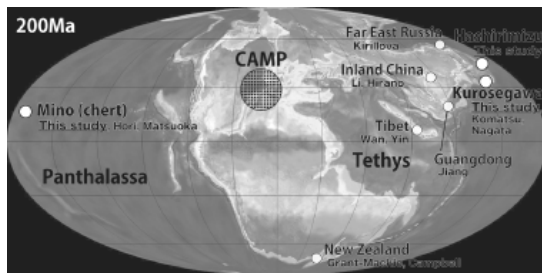 200Ma
Far East Russia
Kirillova
Hashirimizu
This study
CAMP
Inland China
Li, Hirano
Kurosegawa
This study,
Komatsu
Nagata
Mino (chert)
This study, Hori, Matsuoka
Tibet
Wan, Yin
Guangdong
Jiang
Tethys
Panthalassa
New Zealand
Grant-Mackie, Campbell